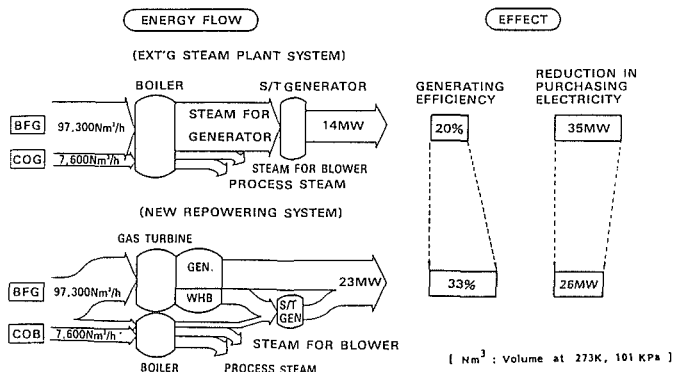 ENERGY FLOW
EFFECT
(EXT'G STEAM PLANT SYSTEM)
BOILER
S/T GENERATOR
GENERATING
EFFICIENCY
REDUCTION IN
PURCHASING
ELECTRICITY
BFG
97,300Nm³/h
STEAM FOR
GENERATOR
14MW
20%
35MW
COG
7,600Nm³/h
STEAM FOR BLOWER
PROCESS STEAM
(NEW REPOWERING SYSTEM)
GAS TURBINE
GEN.
BFG
97,300Nm³/h
WHB
23MW
33%
26MW
S/T
GEN
COB
7,600Nm³/h
STEAM FOR BLOWER
BOILER
PROCESS STEAM
[ Nm³ : Volume at 273K, 101 KPa ]